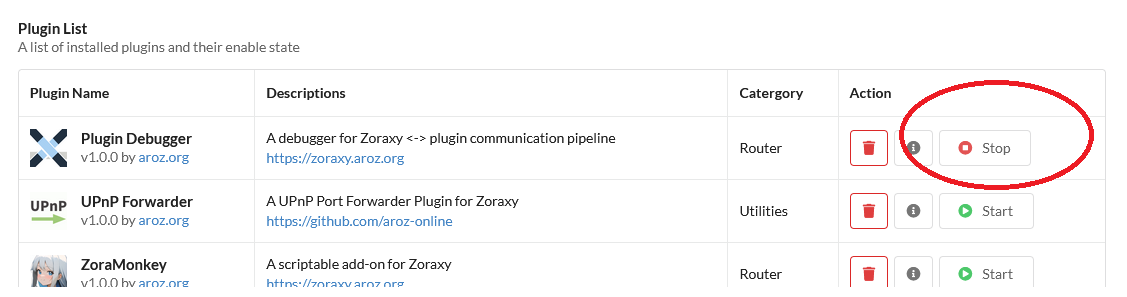 Plugin List
A list of installed plugins and their enable state
Plugin Name Descriptions Catergory Action
Plugin Debugger
v1.0.0 by aroz.org
A debugger for Zoraxy <-> plugin communication pipeline
https://zoraxy.aroz.org
Router
Stop
UPnP
UPnP Forwarder
v1.0.0 by aroz.org
A UPnP Port Forwarder Plugin for Zoraxy
https://github.com/aroz-online
Utilities
Start
ZoraMonkey
v1.0.0 by aroz.org
A scriptable add-on for Zoraxy
https://zoraxy.aroz.org
Router
Start